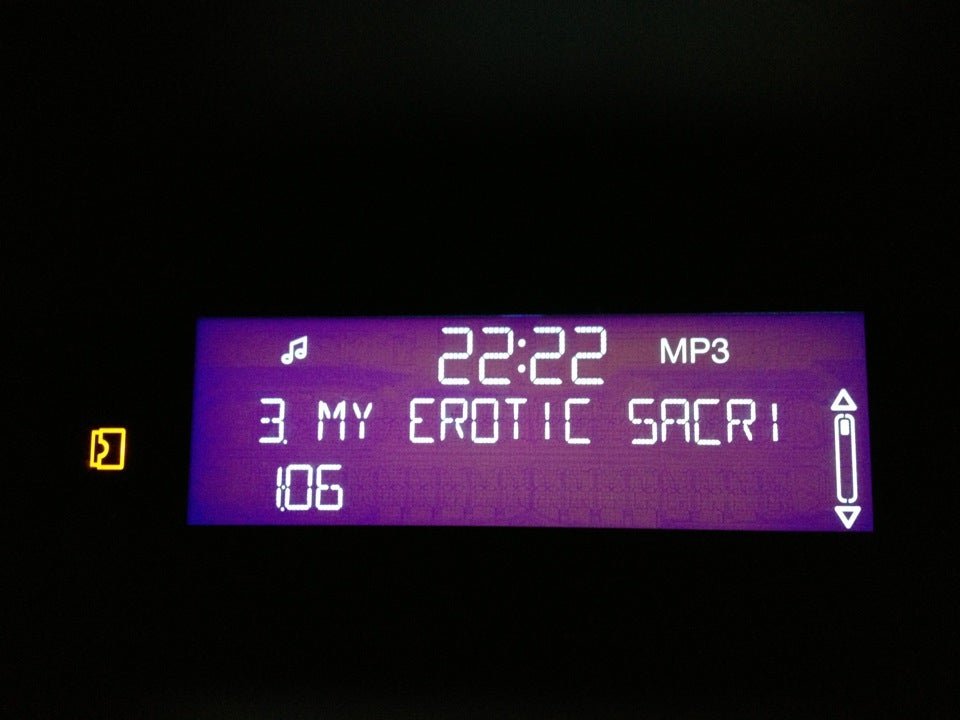 22:22 MP3
3. MY EROTIC SACRI
1:06